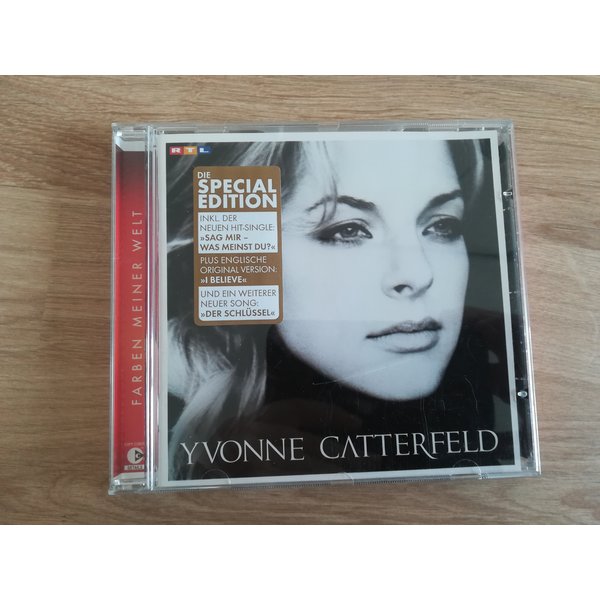 RTL
DIE
SPECIAL
EDITION
INKL. DER
NEUEN HIT-SINGLE:
»SAG MIR –
WAS MEINST DU?«
PLUS ENGLISCHE
ORIGINAL VERSION:
»I BELIEVE«
UND EIN WEITERER
NEUER SONG:
»DER SCHLÜSSEL«
YVONNE CATTERFELD
FARBEN MEINER WELT